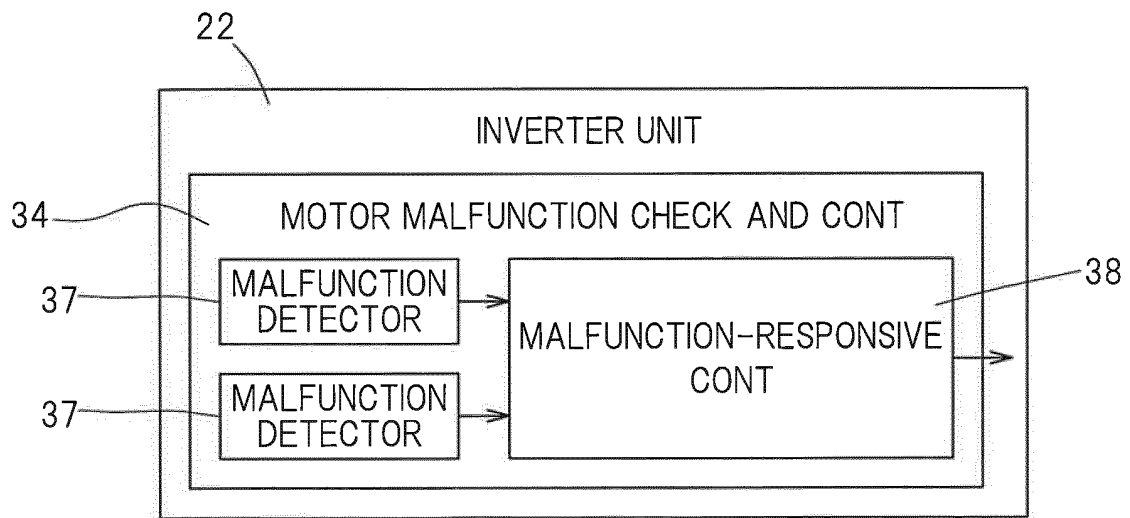 22
INVERTER UNIT
34
MOTOR MALFUNCTION CHECK AND CONT
37
MALFUNCTION
DETECTOR
38
MALFUNCTION-RESPONSIVE
CONT
37
MALFUNCTION
DETECTOR